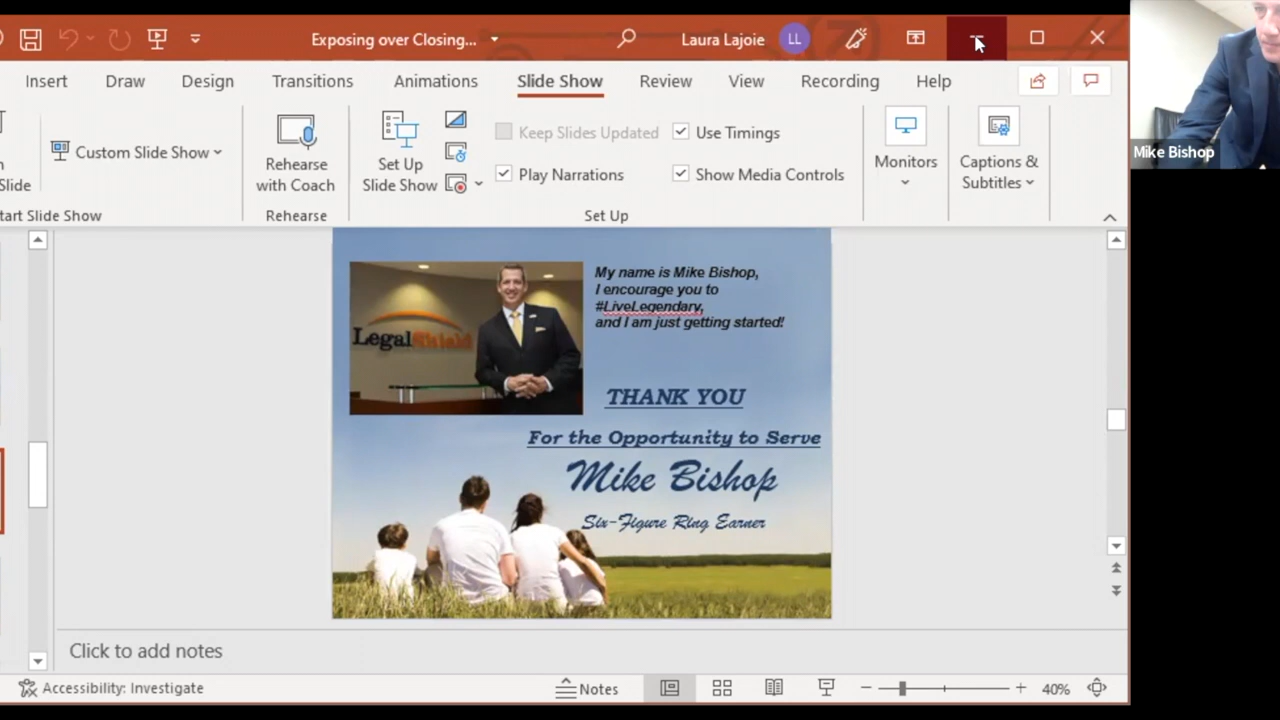 Exposing over Closing...
Laura Lajoie
LL
Insert
Draw
Design
Transitions
Animations
Slide Show
Review
View
Recording
Help
Custom Slide Show
Slide
tart Slide Show
Rehearse
with Coach
Rehearse
Set Up
Slide Show
Keep Slides Updated
Use Timings
Play Narrations
Show Media Controls
Set Up
Monitors
Captions &
Subtitles
Mike Bishop
LegalShield
My name is Mike Bishop,
I encourage you to
#LiveLegendary,
and I am just getting started!
THANK YOU
For the Opportunity to Serve
Mike Bishop
Six-Figure Ring Earner
Click to add notes
Accessibility: Investigate
Notes
40%